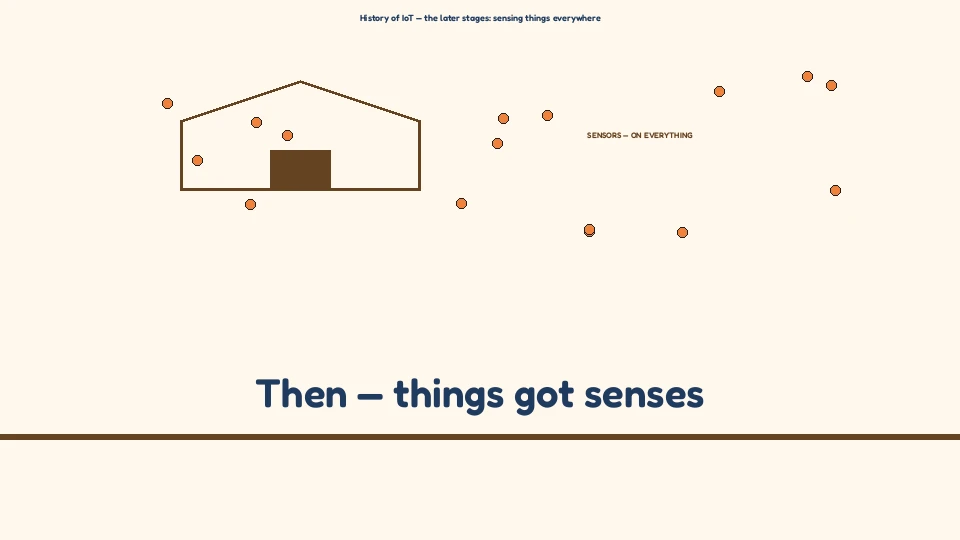 History of IoT — the later stages: sensing things everywhere
SENSORS — ON EVERYTHING
Then — things got senses